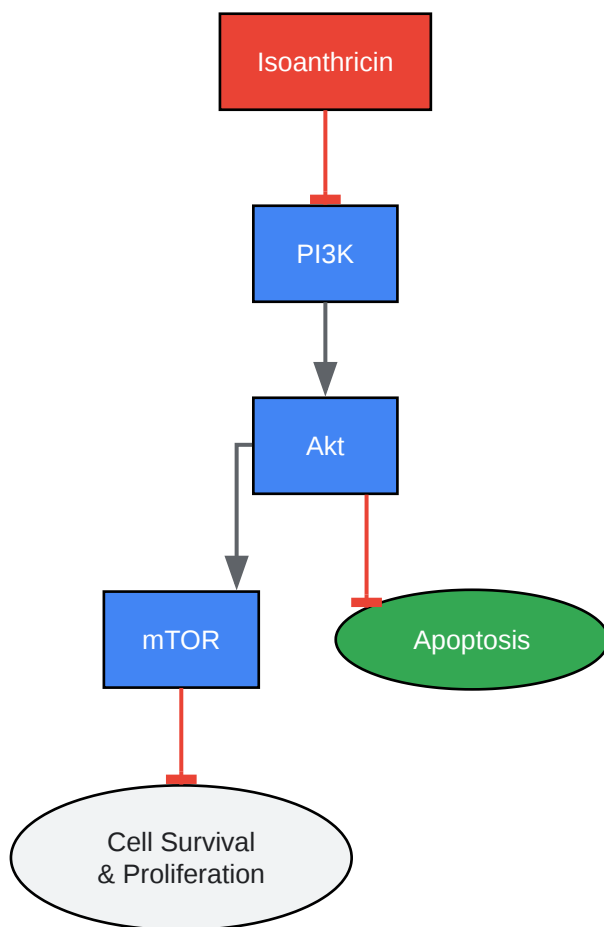 Isoanthricin
PI3K
Akt
mTOR
Apoptosis
Cell Survival
& Proliferation